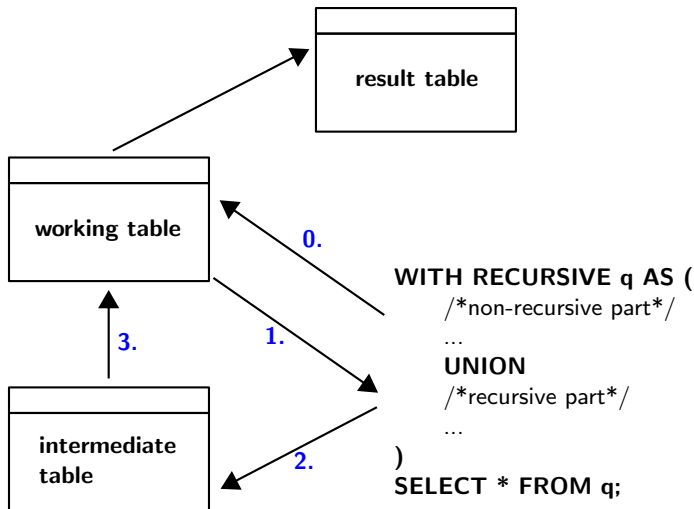 result table
working table
0.
WITH RECURSIVE q AS (
/*non-recursive part*/
...
1.
3.
UNION
/*recursive part*/
...
intermediate
table
2.
)
SELECT * FROM q;